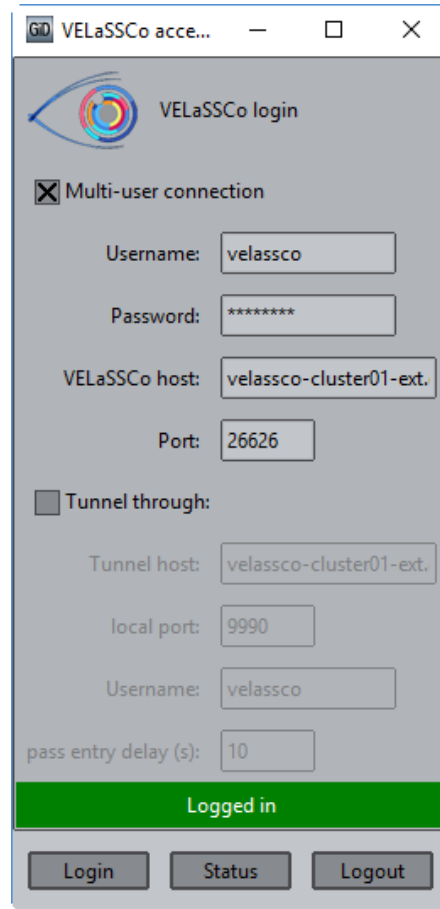 GiD VELaSSCo acce...
VELaSSCo login
Multi-user connection
Username: velassco
Password: ********
VELaSSCo host: velassco-cluster01-ext.
Port: 26626
Tunnel through:
Tunnel host: velassco-cluster01-ext.
local port: 9990
Username: velassco
pass entry delay (s): 10
Logged in
Login Status Logout